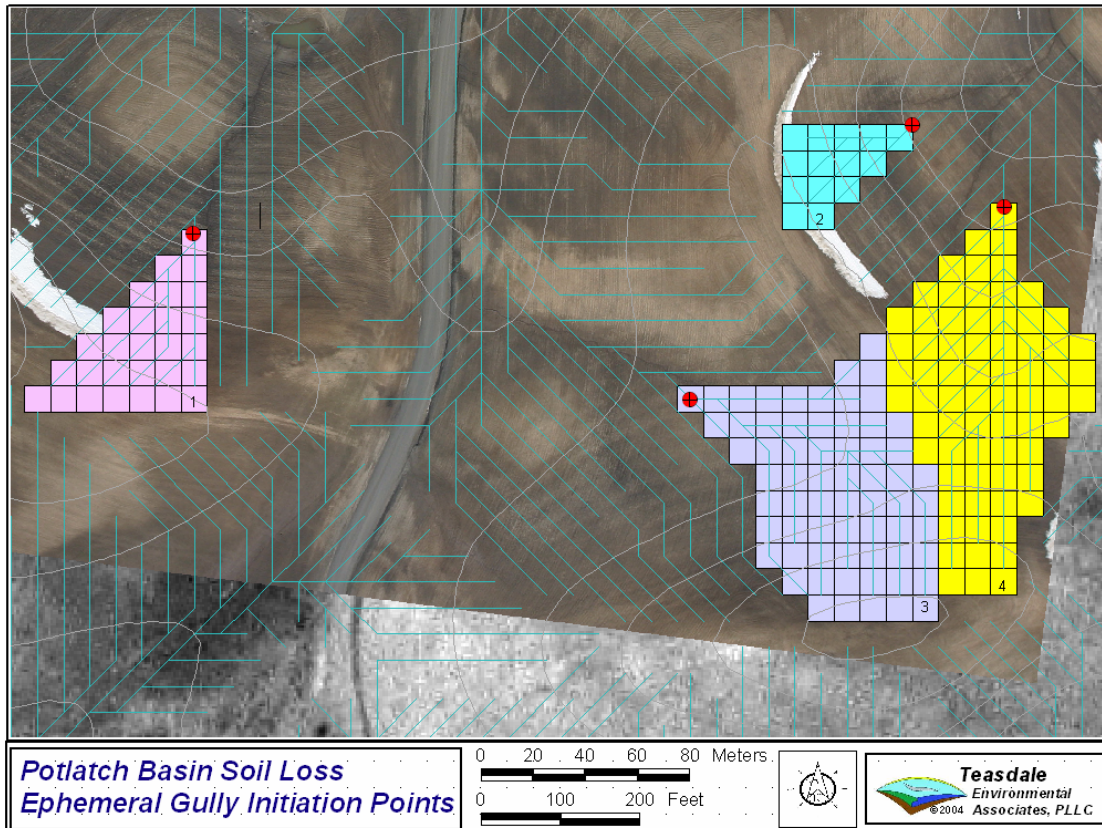 2
1
4
3
Potlatch Basin Soil Loss
Ephemeral Gully Initiation Points
0 20 40 60 80 Meters
0 100 200 Feet
Teasdale
Environmental
©2004 Associates, PLLC